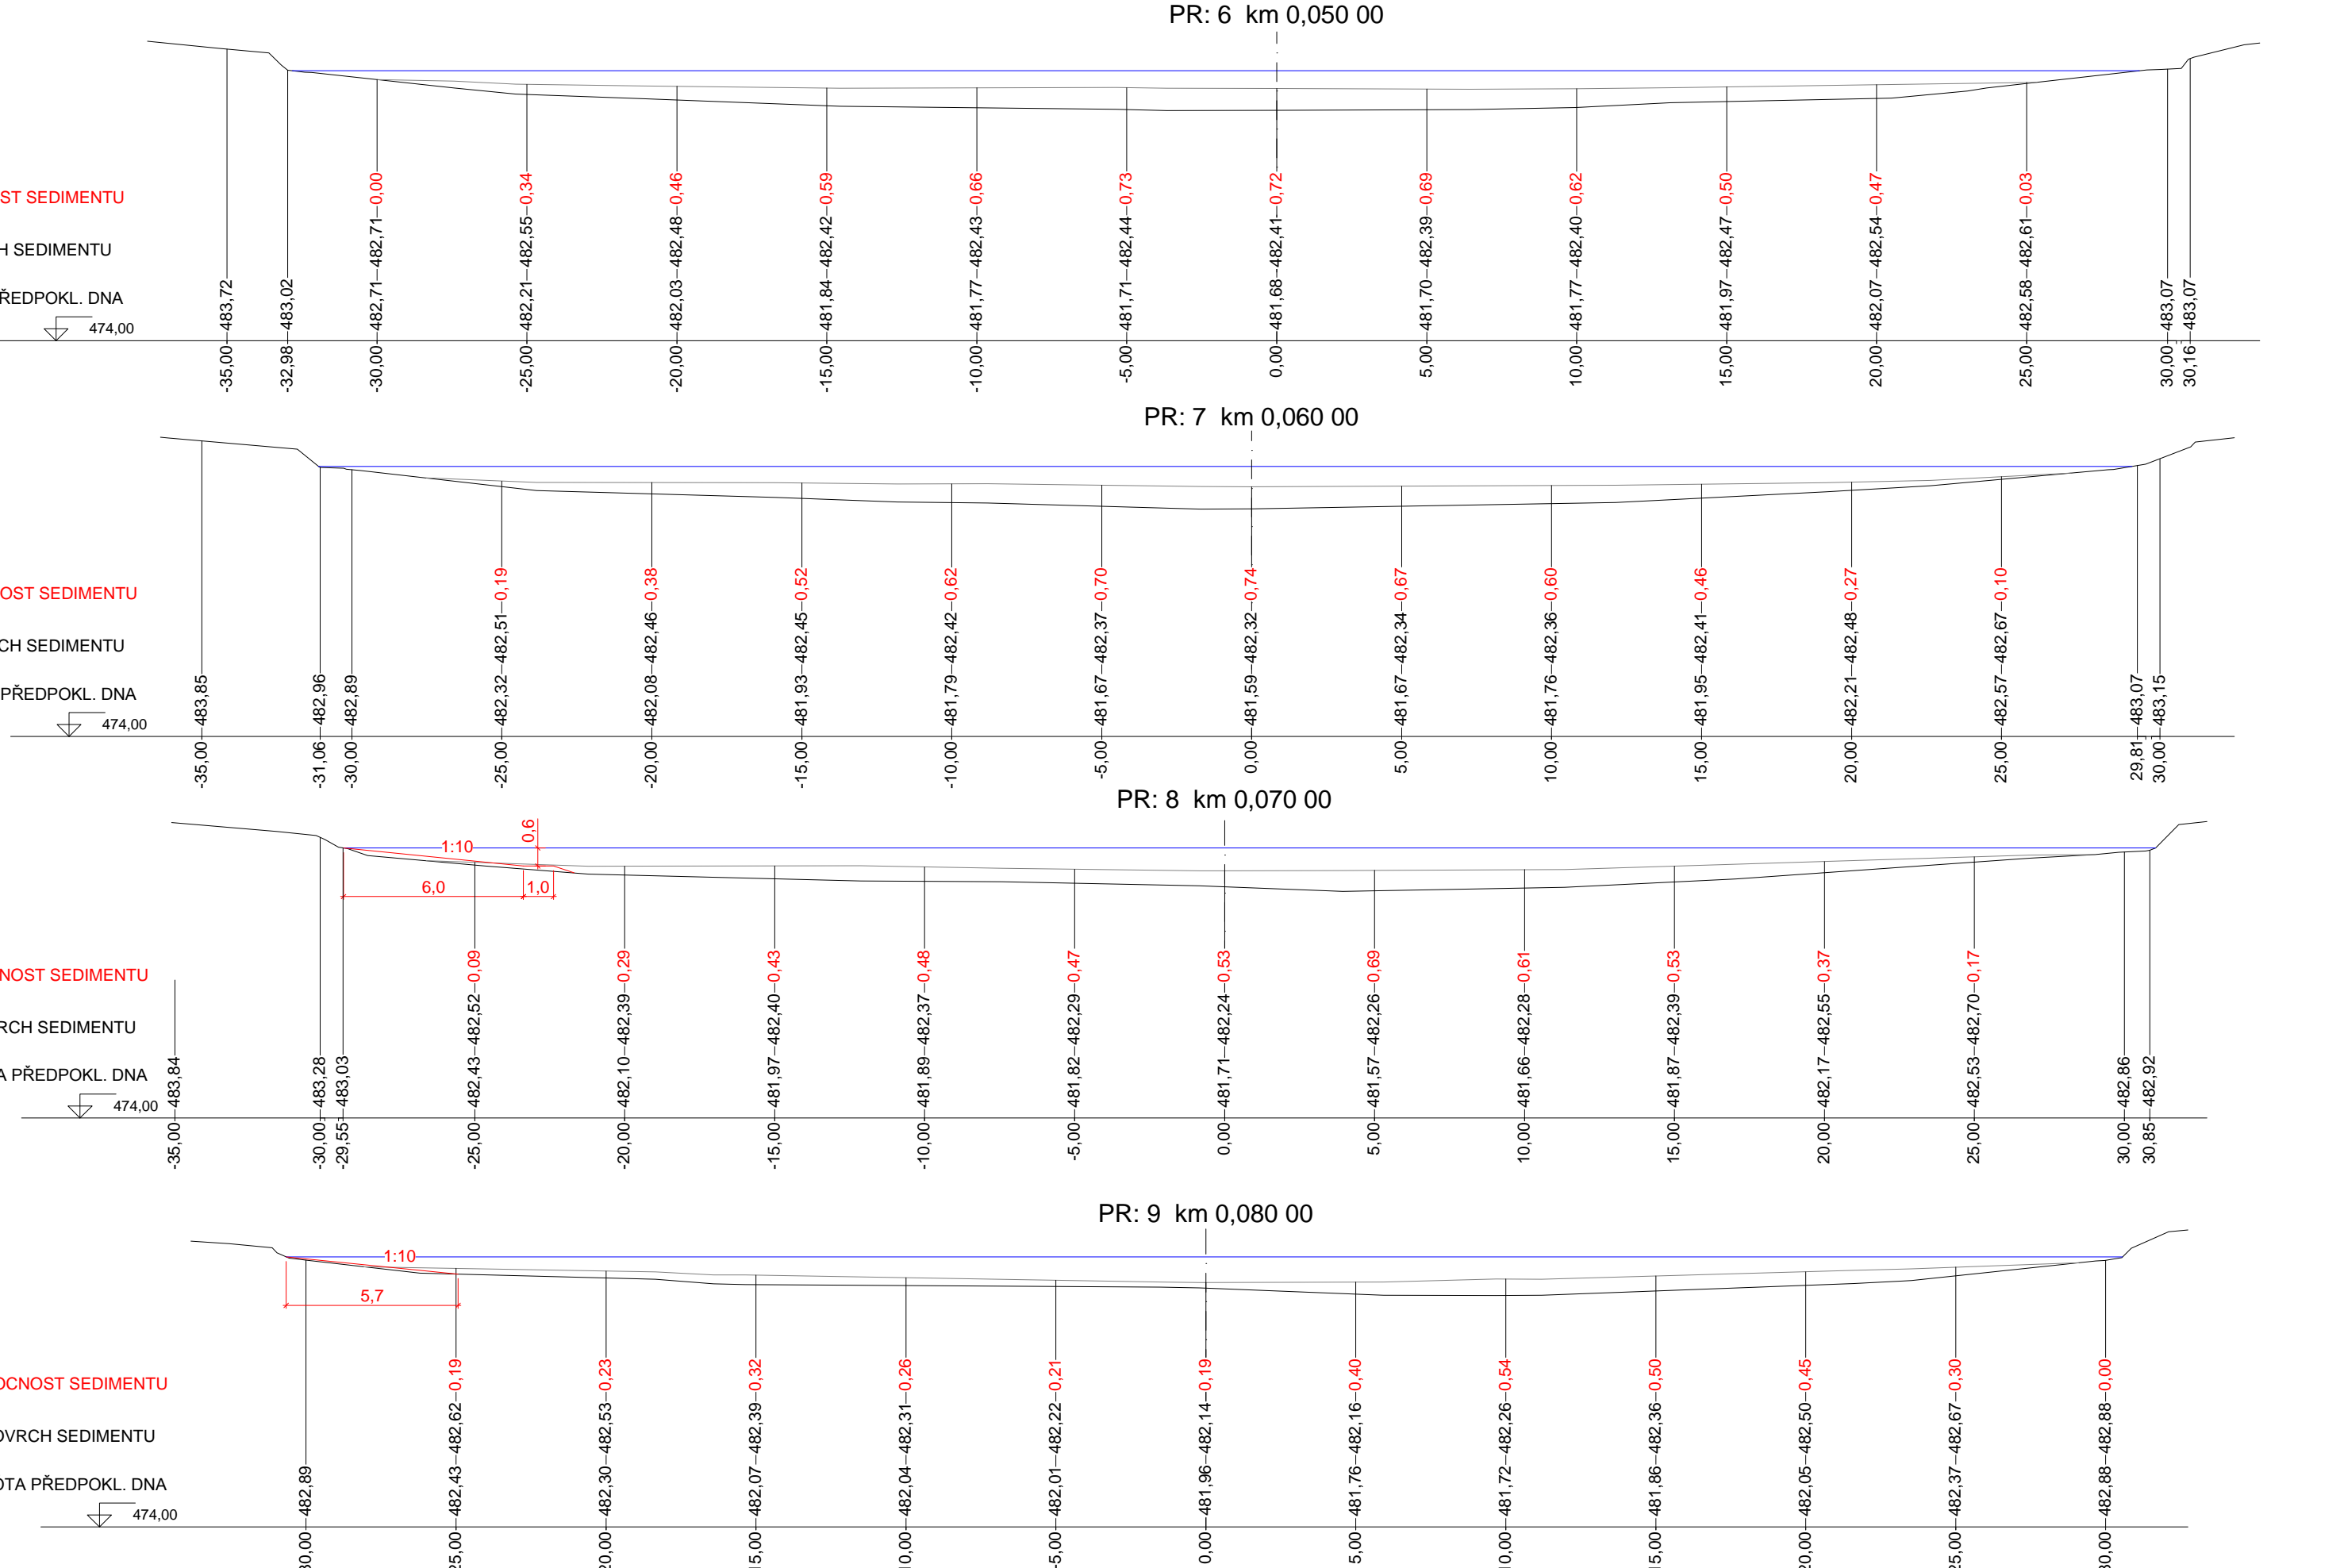 PR: 6 km 0,050 00
ST SEDIMENTU
H SEDIMENTU
ŘEDPOKL. DNA
474,00
0,00 0,34 0,46 0,59 0,66 0,73 0,72 0,69 0,62 0,50 0,47 0,03
482,71 482,55 482,48 482,42 482,43 482,44 482,41 482,39 482,40 482,47 482,54 482,61
483,72 483,02 482,71 482,21 482,03 481,84 481,77 481,71 481,68 481,70 481,77 481,97 482,07 482,58 483,07 483,07
-35,00 -32,98 -30,00 -25,00 -20,00 -15,00 -10,00 -5,00 0,00 5,00 10,00 15,00 20,00 25,00 30,00 30,16
PR: 7 km 0,060 00
OST SEDIMENTU
CH SEDIMENTU
PŘEDPOKL. DNA
474,00
0,19 0,38 0,52 0,62 0,70 0,74 0,67 0,60 0,46 0,27 0,10
482,51 482,46 482,45 482,42 482,37 482,32 482,34 482,36 482,41 482,48 482,67
483,85 482,96 482,89 482,32 482,08 481,93 481,79 481,67 481,59 481,67 481,76 481,95 482,21 482,57 483,07 483,15
-35,00 -31,06 -30,00 -25,00 -20,00 -15,00 -10,00 -5,00 0,00 5,00 10,00 15,00 20,00 25,00 29,81 30,00
PR: 8 km 0,070 00
1:10 0,6
6,0 1,0
NOST SEDIMENTU
RCH SEDIMENTU
A PŘEDPOKL. DNA
474,00
0,09 0,29 0,43 0,48 0,47 0,53 0,69 0,61 0,53 0,37 0,17
482,52 482,39 482,40 482,37 482,29 482,24 482,26 482,28 482,39 482,55 482,70
483,84 483,28 483,03 482,43 482,10 481,97 481,89 481,82 481,71 481,57 481,66 481,87 482,17 482,53 482,86 482,92
-35,00 -30,00 -29,55 -25,00 -20,00 -15,00 -10,00 -5,00 0,00 5,00 10,00 15,00 20,00 25,00 30,00 30,85
PR: 9 km 0,080 00
1:10
5,7
OCNOST SEDIMENTU
OVRCH SEDIMENTU
OTA PŘEDPOKL. DNA
474,00
0,19 0,23 0,32 0,26 0,21 0,19 0,40 0,54 0,50 0,45 0,30 0,00
482,62 482,53 482,39 482,31 482,22 482,14 482,16 482,26 482,36 482,50 482,67 482,88
482,89 482,43 482,30 482,07 482,04 482,01 481,96 481,76 481,72 481,86 482,05 482,37 482,88
0,00 5,00